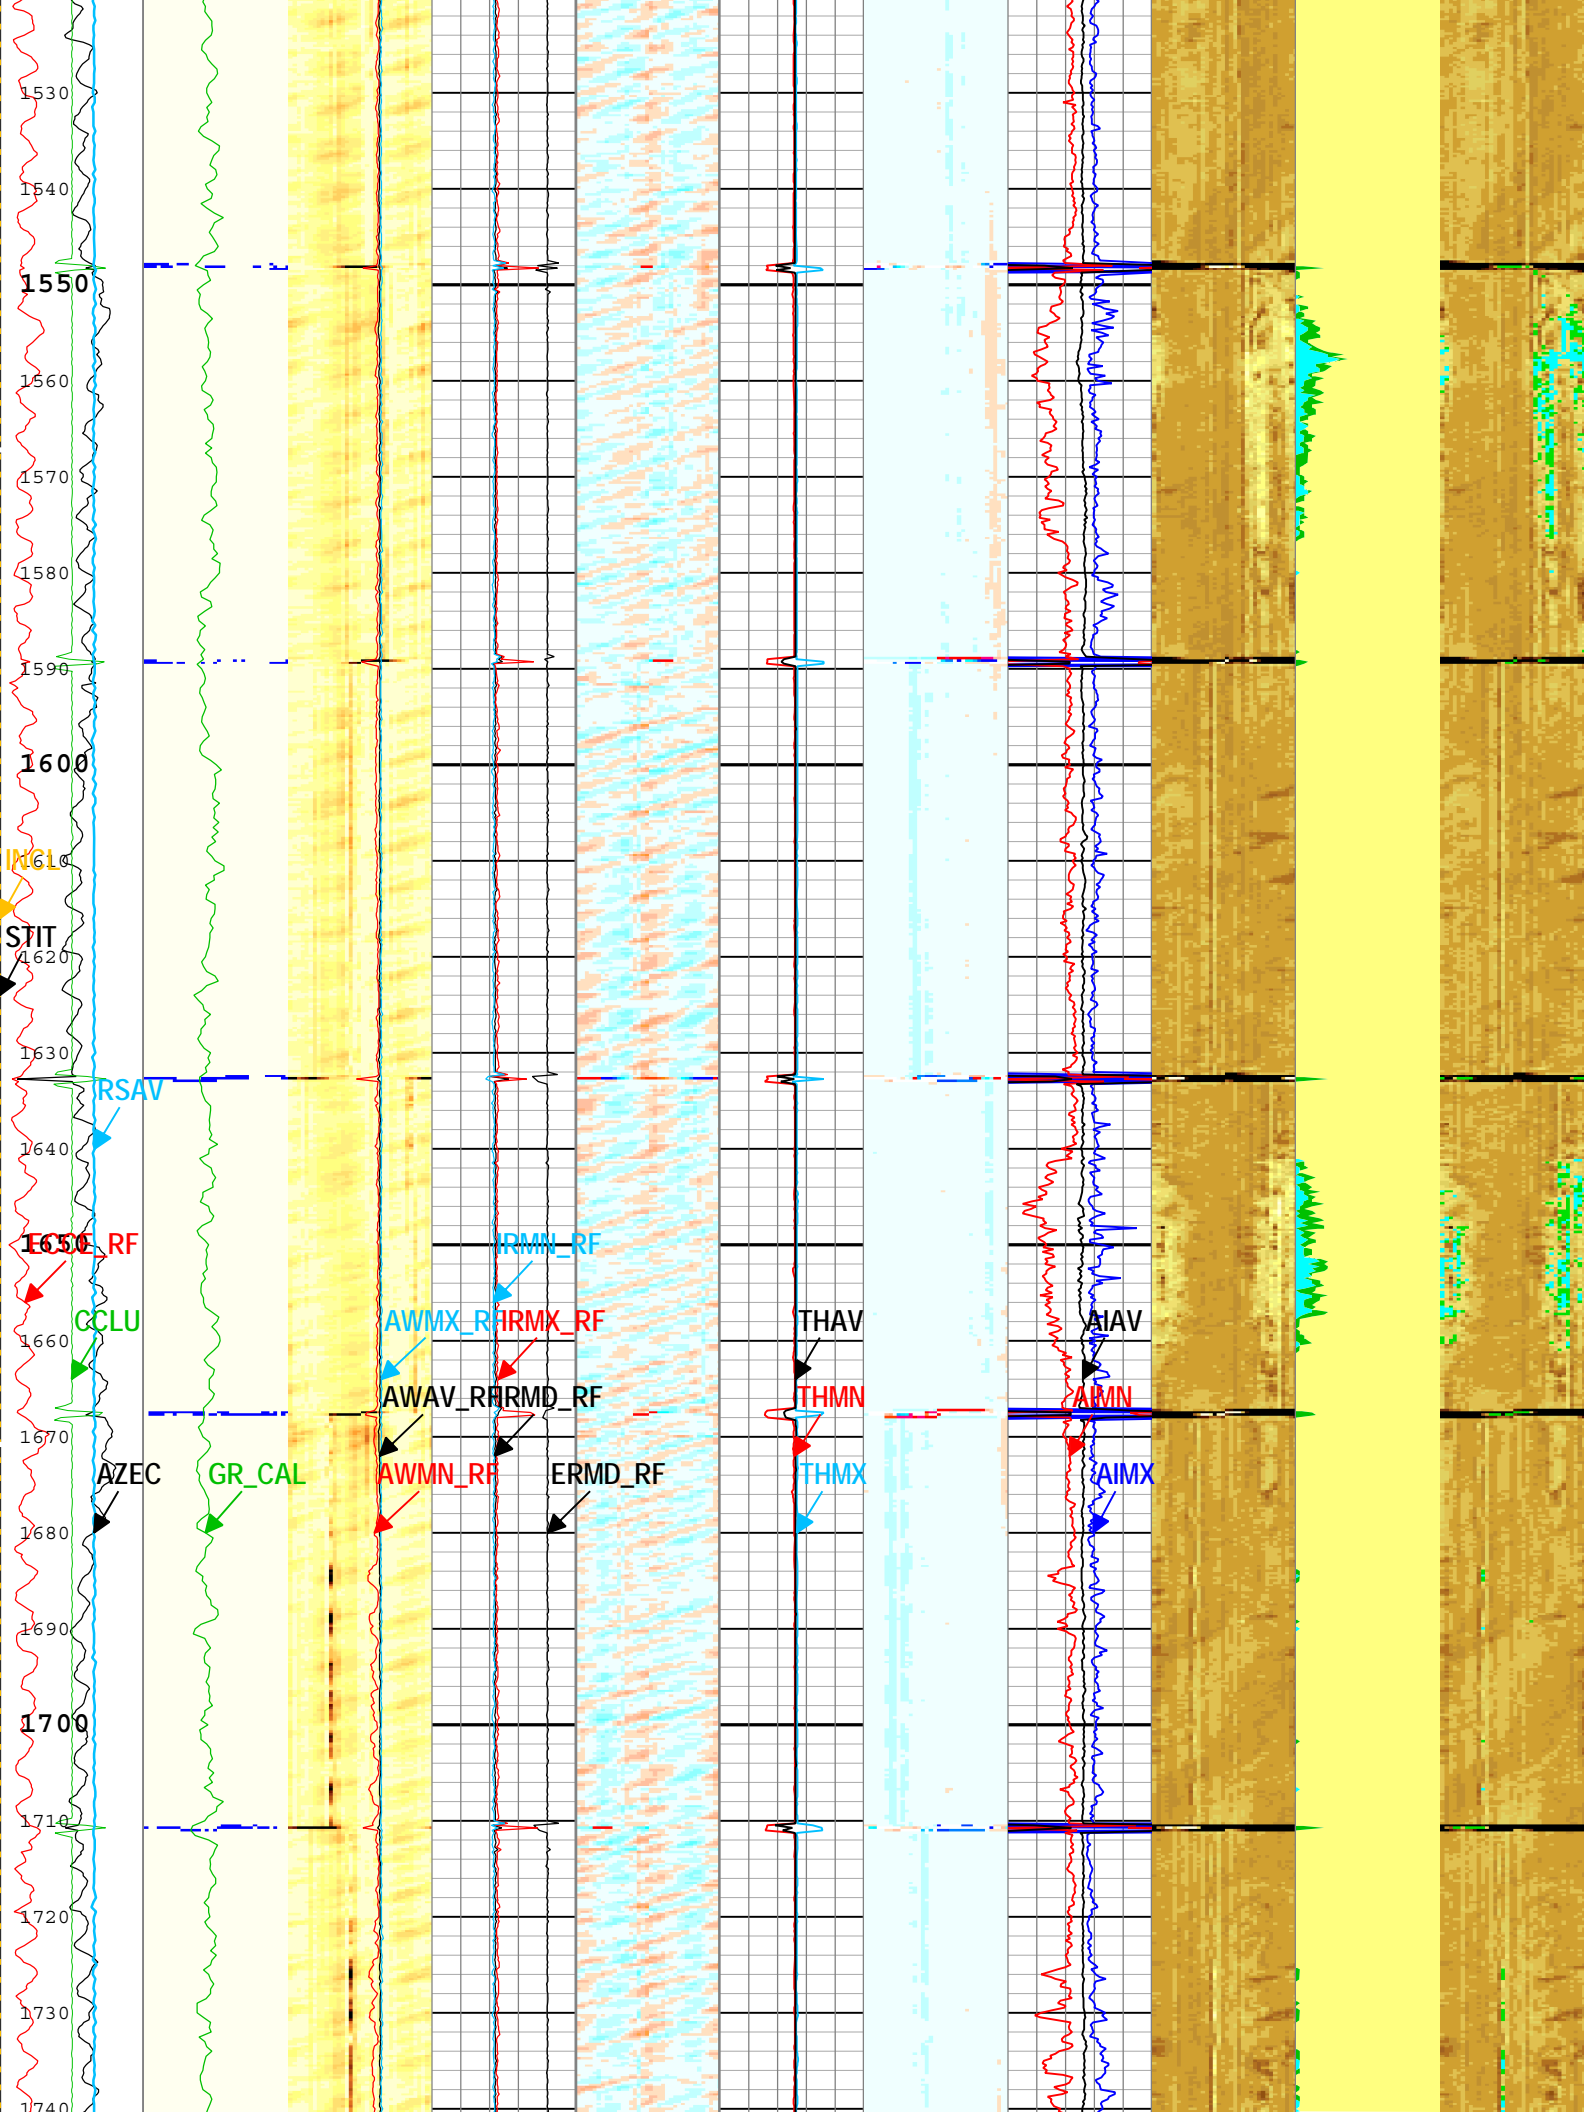 1530
1540
1550
1560
1570
1580
1590
1600
1610
INCL
STIT
1620
1630
RSAV
1640
1650
ECCE_RF
IRMN_RF
CCLU
AWMX_RF
IRMX_RF
THAV
AIAV
1660
AWAV_RF
IRMD_RF
THMN
AIMN
1670
AZEC
GR_CAL
AWMN_RF
ERMD_RF
THMX
AIMX
1680
1690
1700
1710
1720
1730
1740